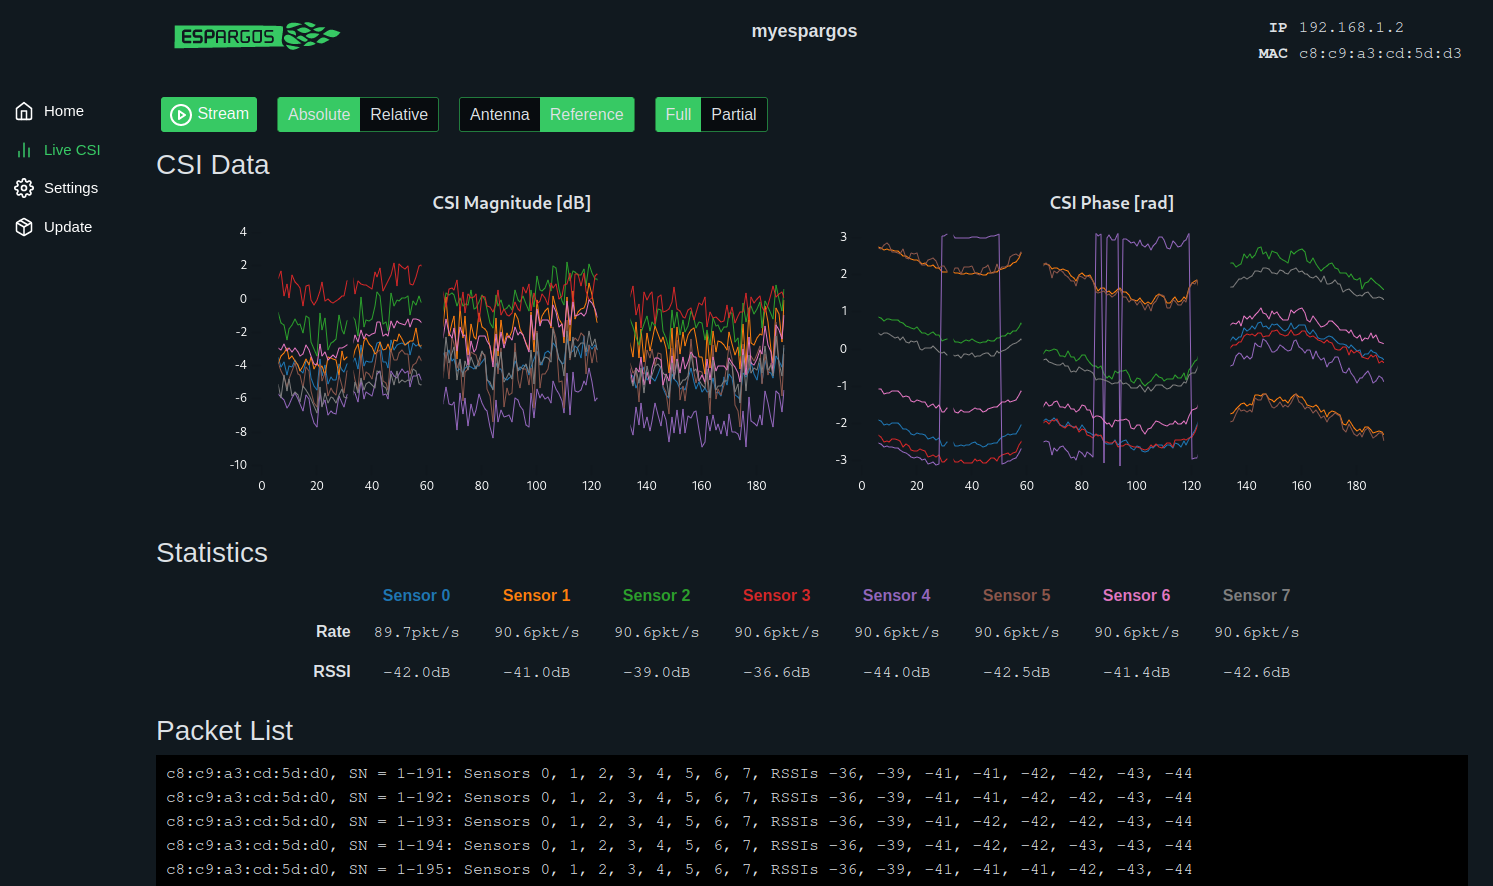 ESPARGOS
myespargos
IP 192.168.1.2
MAC c8:c9:a3:cd:5d:d3
Home
Live CSI
Settings
Update
Stream Absolute Relative Antenna Reference Full Partial
CSI Data
CSI Magnitude [dB]
4
2
0
-2
-4
-6
-8
-10
0 20 40 60 80 100 120 140 160 180
CSI Phase [rad]
3
2
1
0
-1
-2
-3
0 20 40 60 80 100 120 140 160 180
Statistics
Sensor 0 Sensor 1 Sensor 2 Sensor 3 Sensor 4 Sensor 5 Sensor 6 Sensor 7
Rate 89.7pkt/s 90.6pkt/s 90.6pkt/s 90.6pkt/s 90.6pkt/s 90.6pkt/s 90.6pkt/s 90.6pkt/s
RSSI -42.0dB -41.0dB -39.0dB -36.6dB -44.0dB -42.5dB -41.4dB -42.6dB
Packet List
c8:c9:a3:cd:5d:d0, SN = 1-191: Sensors 0, 1, 2, 3, 4, 5, 6, 7, RSSIs -36, -39, -41, -41, -42, -42, -43, -44
c8:c9:a3:cd:5d:d0, SN = 1-192: Sensors 0, 1, 2, 3, 4, 5, 6, 7, RSSIs -36, -39, -41, -41, -42, -42, -43, -44
c8:c9:a3:cd:5d:d0, SN = 1-193: Sensors 0, 1, 2, 3, 4, 5, 6, 7, RSSIs -36, -39, -41, -42, -42, -42, -43, -44
c8:c9:a3:cd:5d:d0, SN = 1-194: Sensors 0, 1, 2, 3, 4, 5, 6, 7, RSSIs -36, -39, -41, -42, -42, -43, -43, -44
c8:c9:a3:cd:5d:d0, SN = 1-195: Sensors 0, 1, 2, 3, 4, 5, 6, 7, RSSIs -36, -39, -41, -41, -41, -42, -43, -44